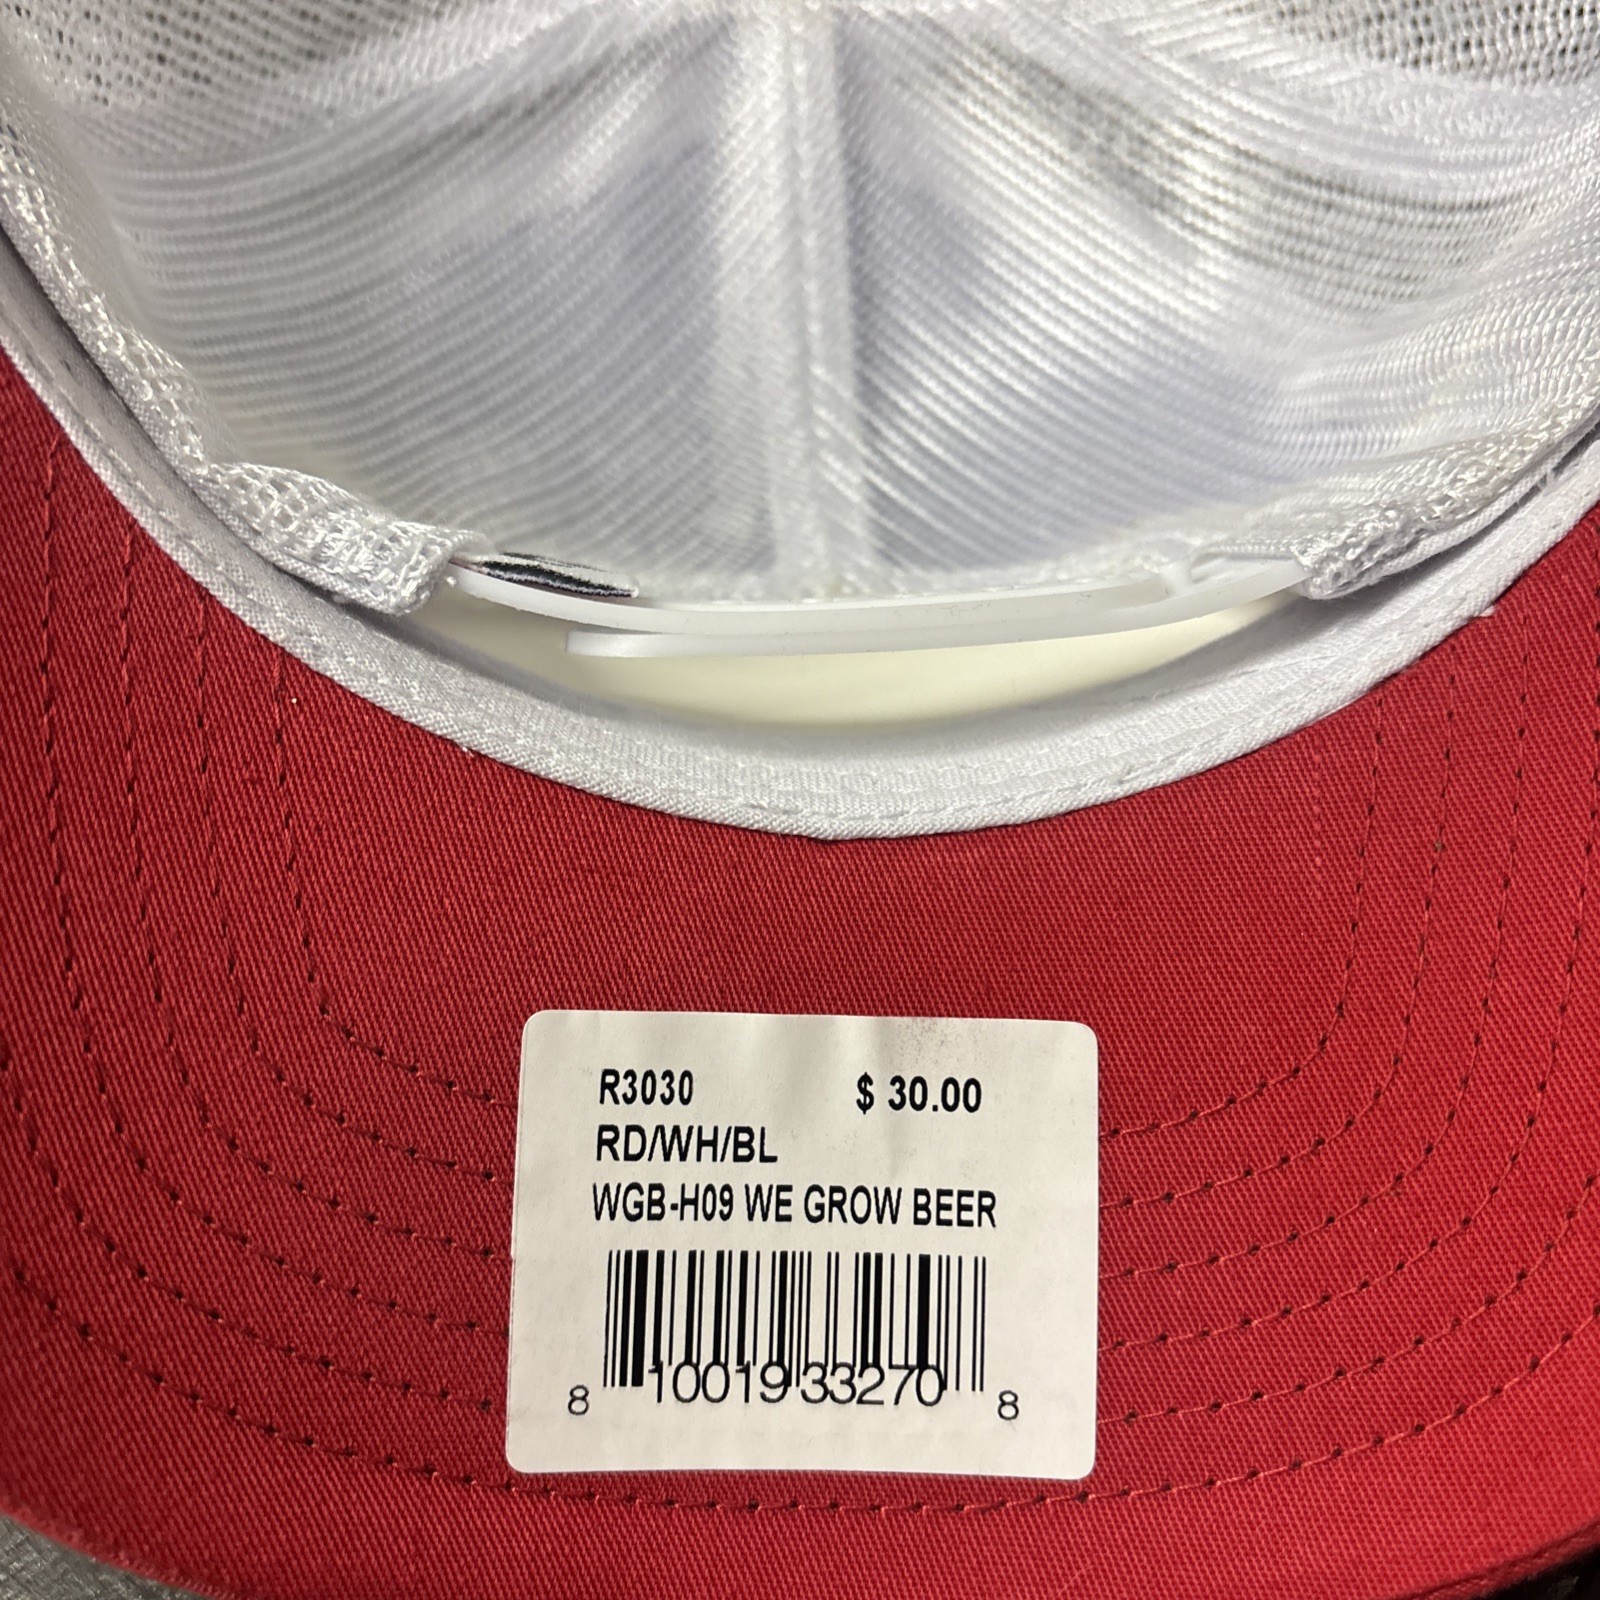 R3030 $ 30.00
RD/WH/BL
WGB-H09 WE GROW BEER
8 10019 33270 8